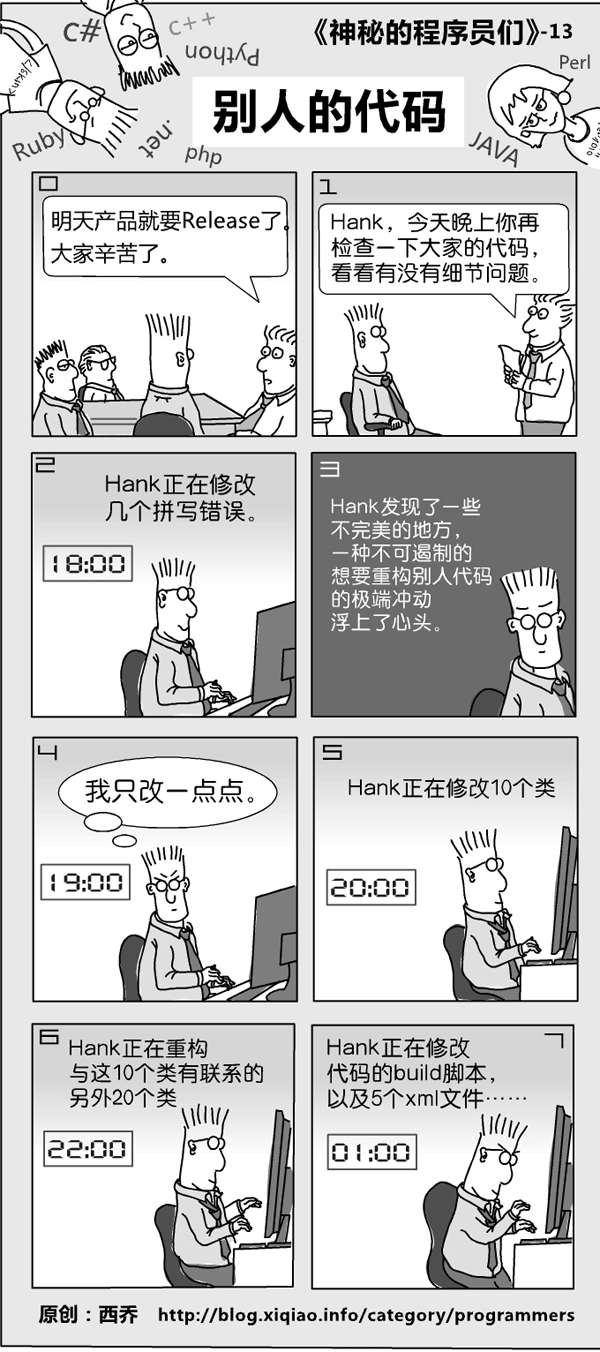 《神秘的程序员们》-13
C#
C++
Python
Perl
别人的代码
Ruby
.net
php
JAVA
0
明天产品就要Release了。
大家辛苦了。
1
Hank，今天晚上你再
检查一下大家的代码，
看看有没有细节问题。
2
Hank正在修改
几个拼写错误。
18:00
3
Hank发现了一些
不完美的地方，
一种不可遏制的
想要重构别人代码
的极端冲动
浮上了心头。
4
我只改一点点。
19:00
5
Hank正在修改10个类
20:00
6
Hank正在重构
与这10个类有联系的
另外20个类
22:00
7
Hank正在修改
代码的build脚本，
以及5个xml文件……
01:00
原创：西乔 http://blog.xiqiao.info/category/programmers